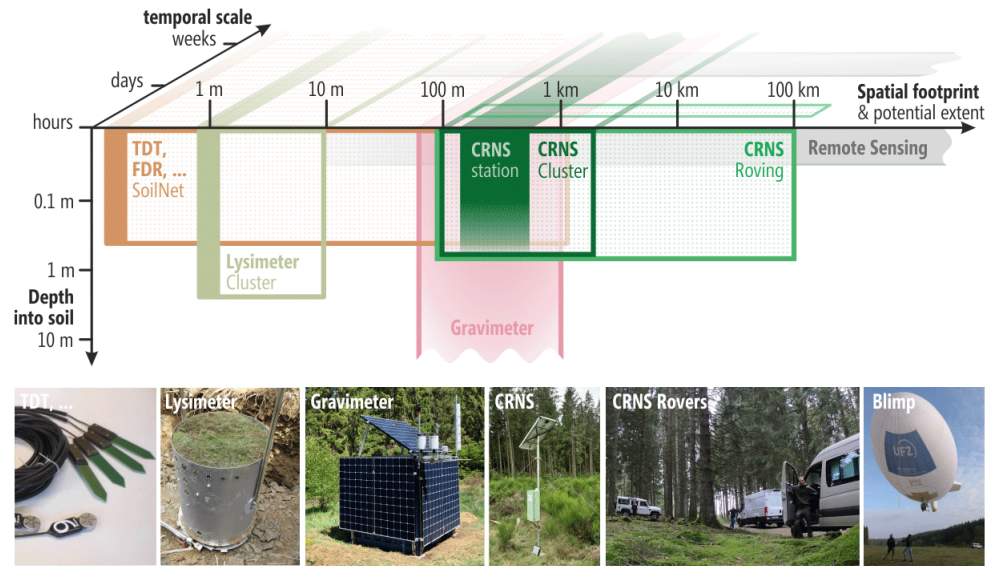 temporal scale
weeks
days
hours
1 m
10 m
100 m
1 km
10 km
100 km
Spatial footprint
& potential extent
TDT,
FDR, ...
SoilNet
CRNS
station
CRNS
Cluster
CRNS
Roving
Remote Sensing
0.1 m
1 m
10 m
Depth
into soil
Lysimeter
Cluster
Gravimeter
TDT, ...
Lysimeter
Gravimeter
CRNS
CRNS Rovers
Blimp
UFZ